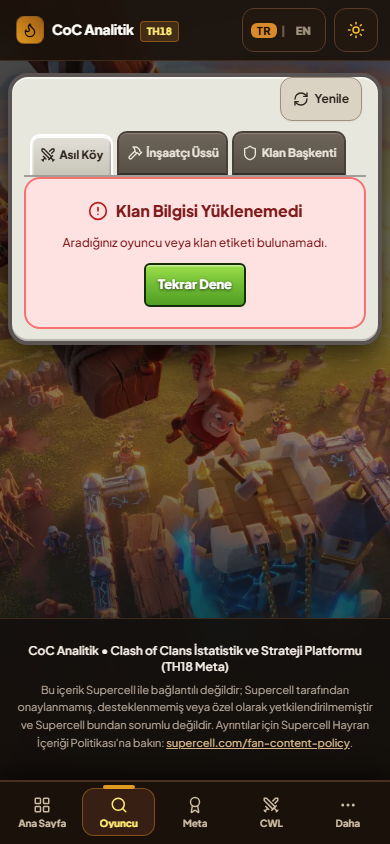 CoC Analitik TH18 TR | EN
Yenile
Asıl Köy İnşaatçı Üssü Klan Başkenti
Klan Bilgisi Yüklenemedi
Aradığınız oyuncu veya klan etiketi bulunamadı.
Tekrar Dene
CoC Analitik • Clash of Clans İstatistik ve Strateji Platformu
(TH18 Meta)
Bu içerik Supercell ile bağlantılı değildir; Supercell tarafından
onaylanmamış, desteklenmemiş veya özel olarak yetkilendirilmemiştir
ve Supercell bundan sorumlu değildir. Ayrıntılar için Supercell Hayran
İçeriği Politikası'na bakın: supercell.com/fan-content-policy.
Ana Sayfa Oyuncu Meta CWL Daha